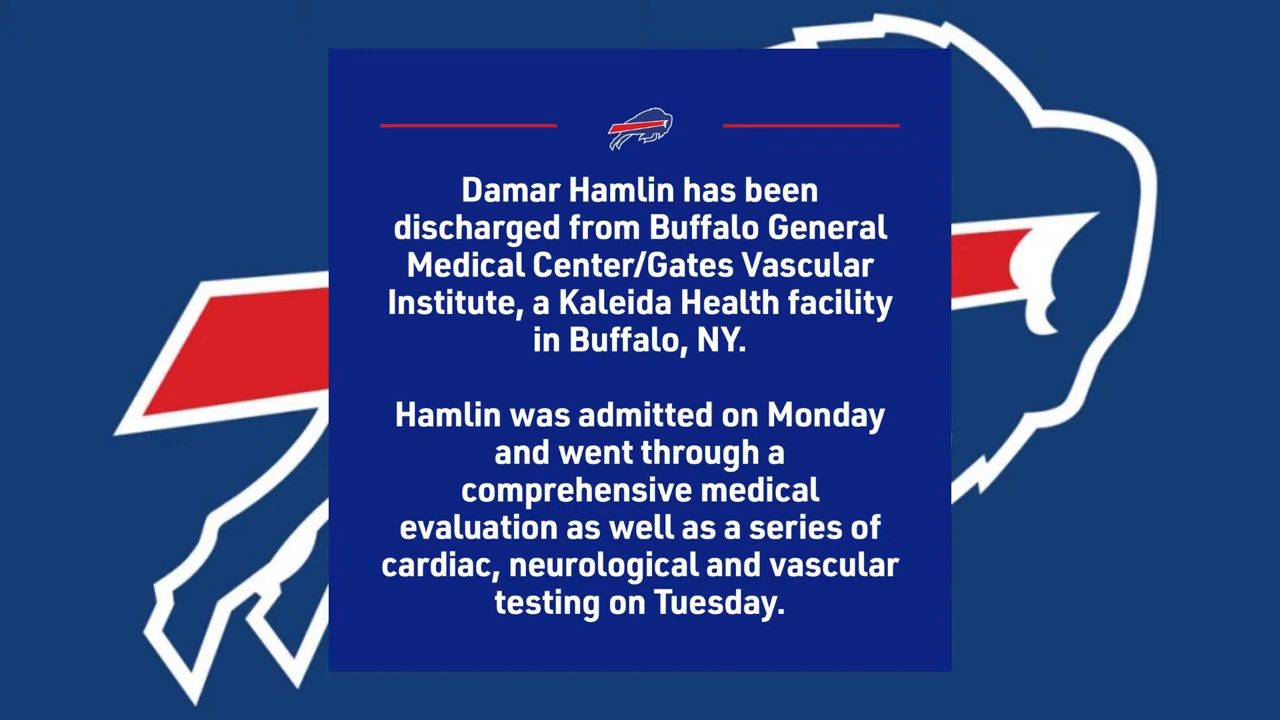 Damar Hamlin has been
discharged from Buffalo General
Medical Center/Gates Vascular
Institute, a Kaleida Health facility
in Buffalo, NY.
Hamlin was admitted on Monday
and went through a
comprehensive medical
evaluation as well as a series of
cardiac, neurological and vascular
testing on Tuesday.